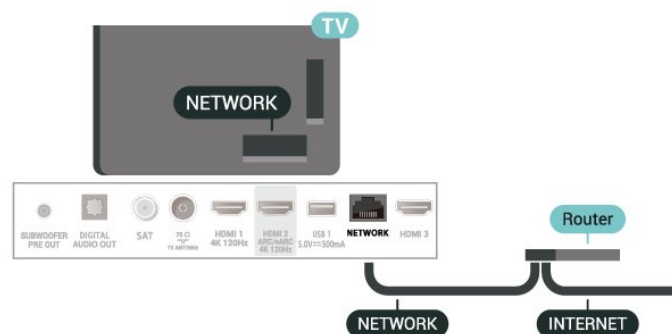 TV
NETWORK
SUBWOOFER
PRE OUT
DIGITAL
AUDIO OUT
SAT
75 Ω
TV ANTENNA
HDMI 1
4K 120Hz
HDMI 2
ARC/eARC
4K 120Hz
USB 1
5.0V⎓500mA
NETWORK
HDMI 3
Router
NETWORK
INTERNET